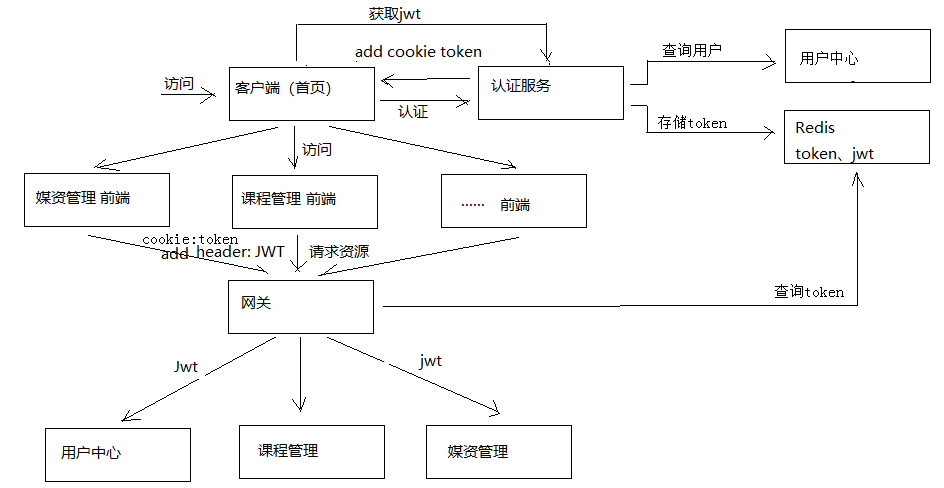 获取jwt
add cookie token
查询用户
用户中心
访问
客户端（首页）
认证服务
认证
存储token
Redis
token、jwt
访问
媒资管理 前端
课程管理 前端
...... 前端
cookie:token
add header: JWT
请求资源
网关
查询token
Jwt
jwt
用户中心
课程管理
媒资管理